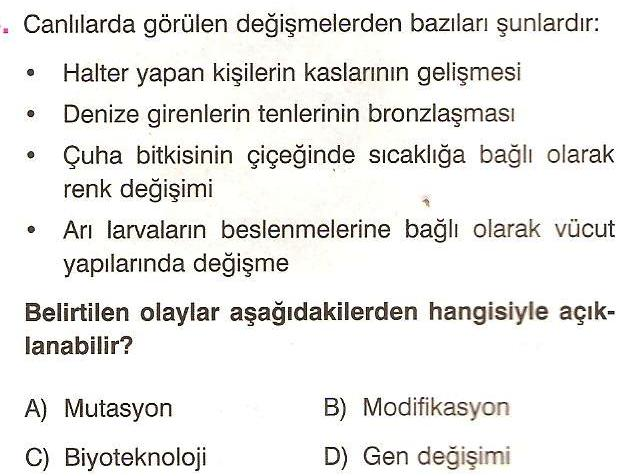 . Canlılarda görülen değişmelerden bazıları şunlardır:
• Halter yapan kişilerin kaslarının gelişmesi
• Denize girenlerin tenlerinin bronzlaşması
• Çuha bitkisinin çiçeğinde sıcaklığa bağlı olarak
renk değişimi
• Arı larvaların beslenmelerine bağlı olarak vücut
yapılarında değişme
Belirtilen olaylar aşağıdakilerden hangisiyle açık-
lanabilir?
A) Mutasyon B) Modifikasyon
C) Biyoteknoloji D) Gen değişimi